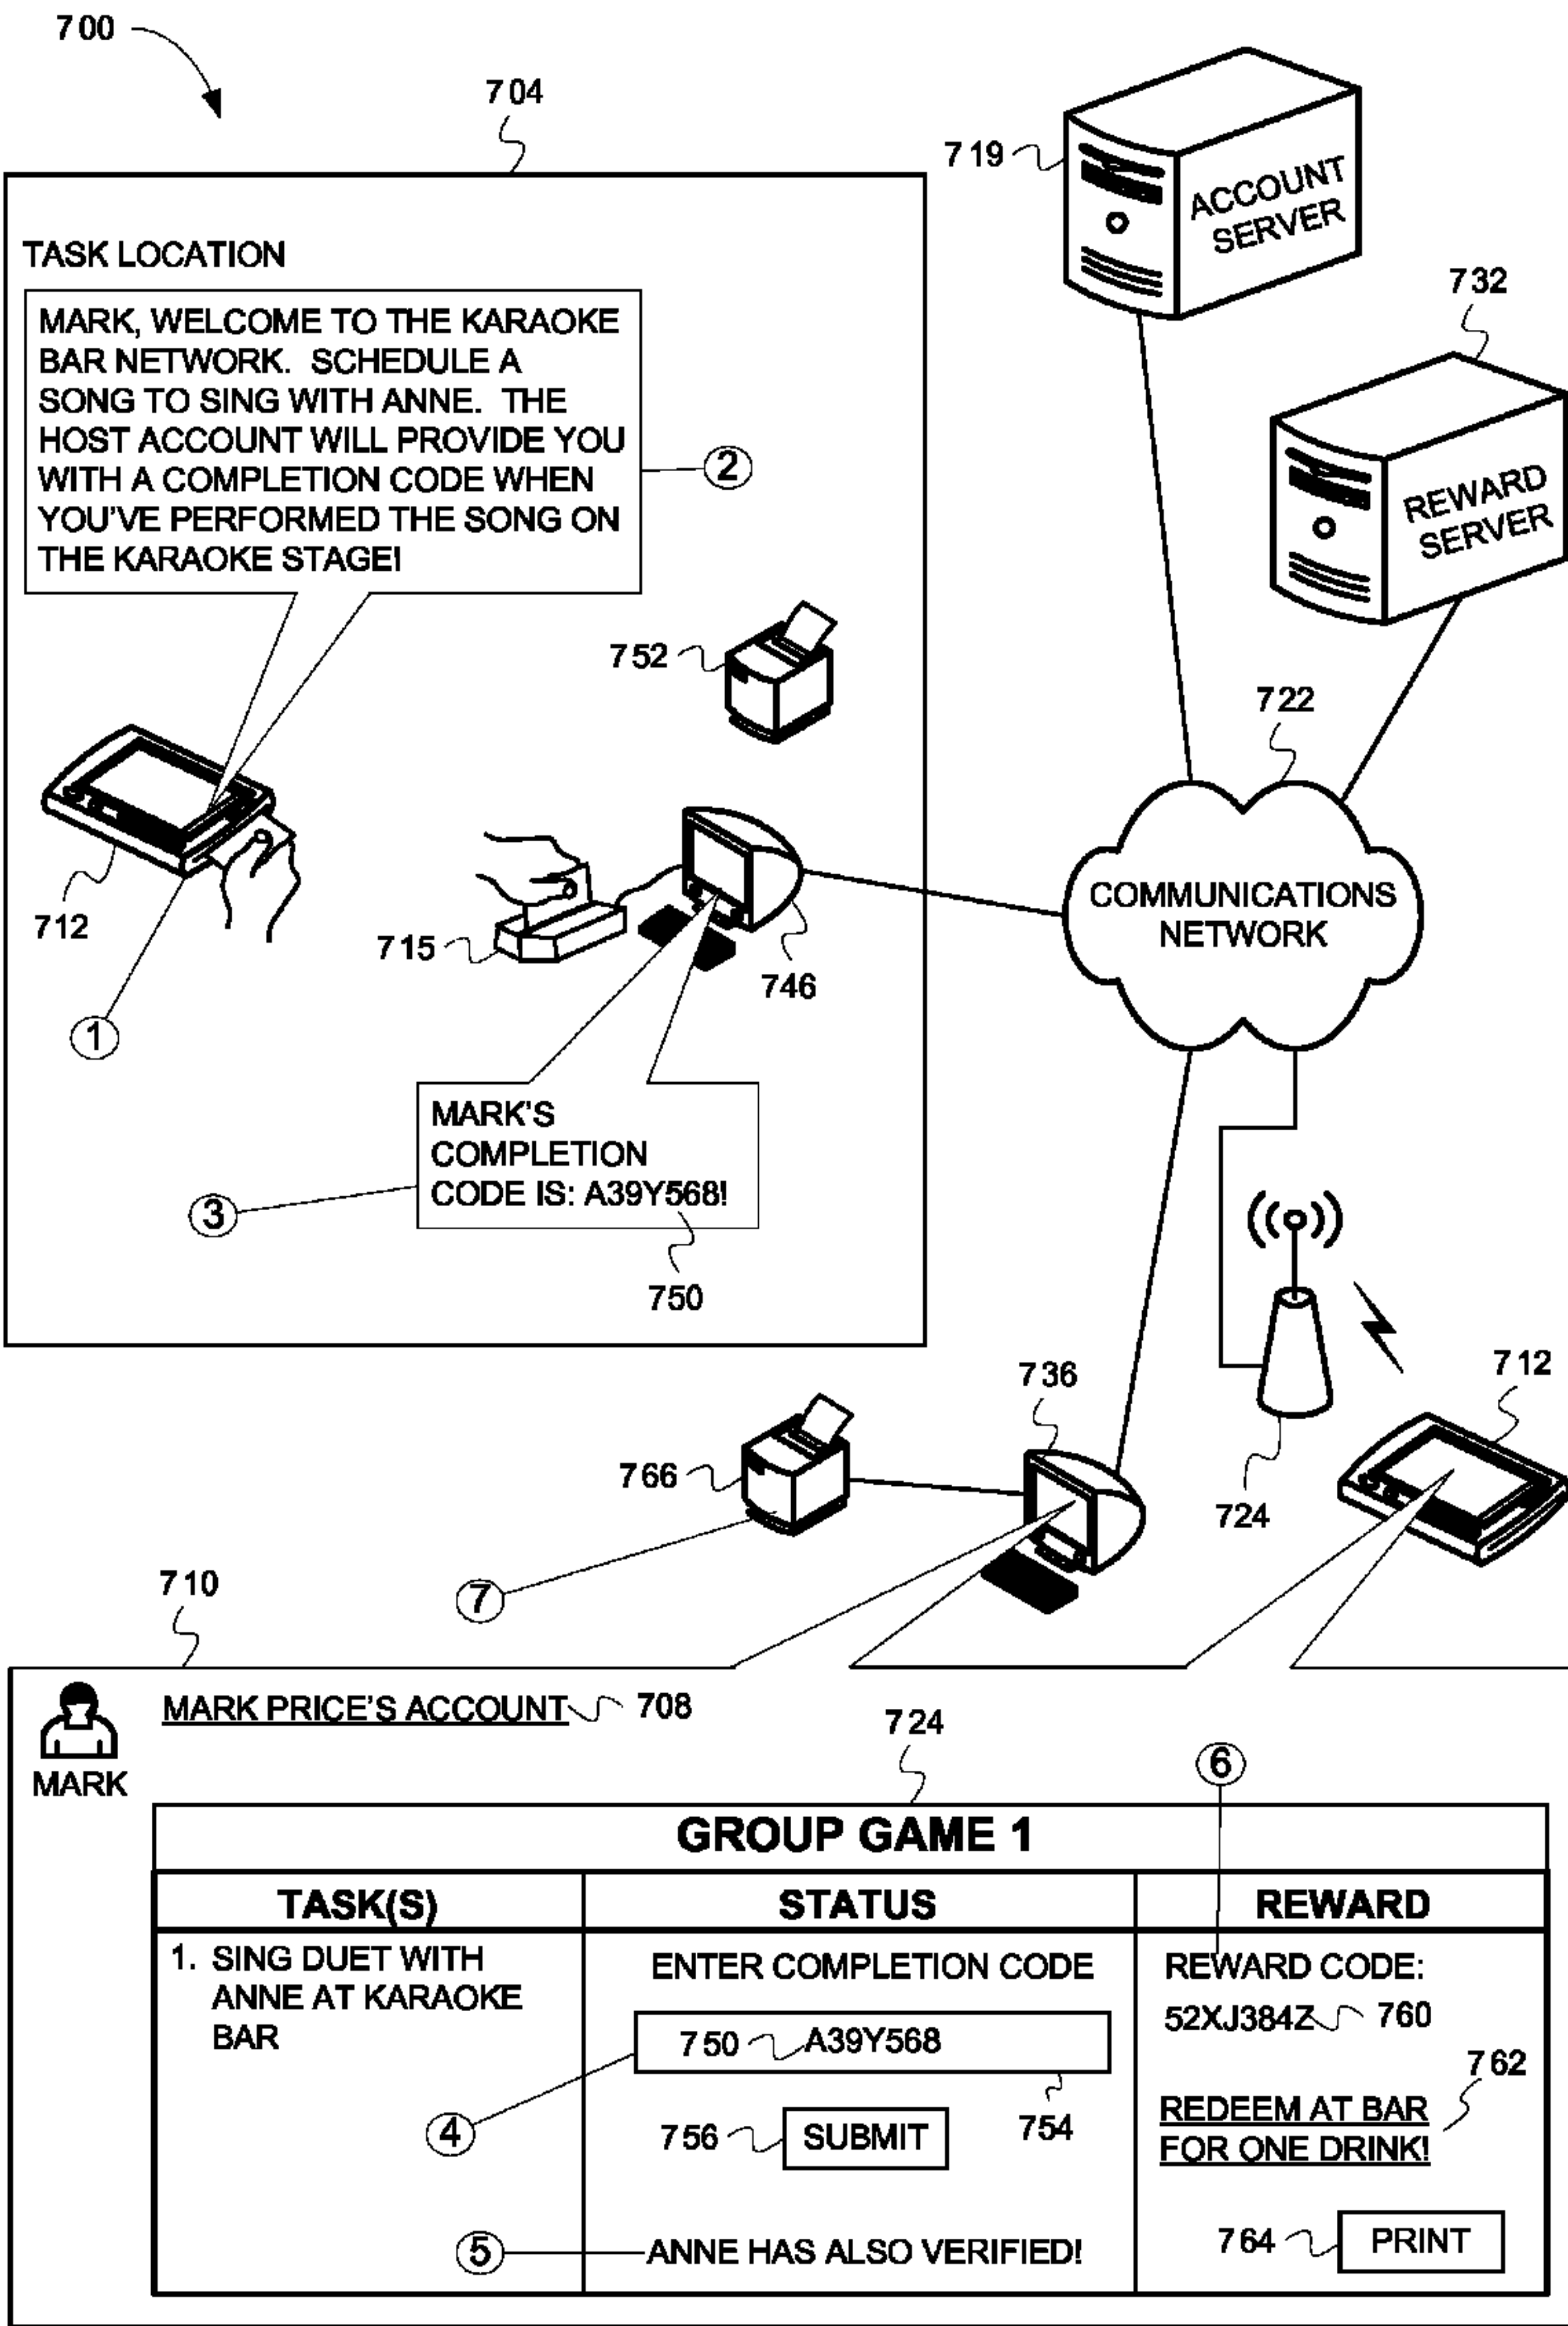 700
704
719
ACCOUNT
SERVER
732
REWARD
SERVER
TASK LOCATION
MARK, WELCOME TO THE KARAOKE
BAR NETWORK. SCHEDULE A
SONG TO SING WITH ANNE. THE
HOST ACCOUNT WILL PROVIDE YOU
WITH A COMPLETION CODE WHEN
YOU'VE PERFORMED THE SONG ON
THE KARAOKE STAGE!
2
752
722
COMMUNICATIONS
NETWORK
712
715
746
1
MARK'S
COMPLETION
CODE IS: A39Y568!
3
750
736
712
766
724
7
710
MARK
MARK PRICE'S ACCOUNT 708
724
6
GROUP GAME 1
TASK(S) STATUS REWARD
1. SING DUET WITH
ANNE AT KARAOKE
BAR
ENTER COMPLETION CODE
750 A39Y568
4
754
756 SUBMIT
5 ANNE HAS ALSO VERIFIED!
REWARD CODE:
52XJ384Z 760
762
REDEEM AT BAR
FOR ONE DRINK!
764 PRINT